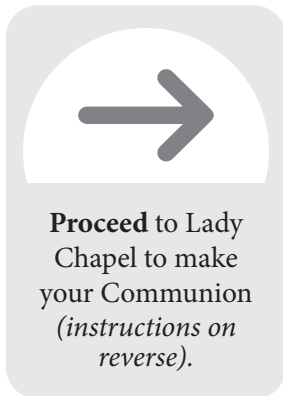 Proceed to Lady
Chapel to make
your Communion
(instructions on
reverse).